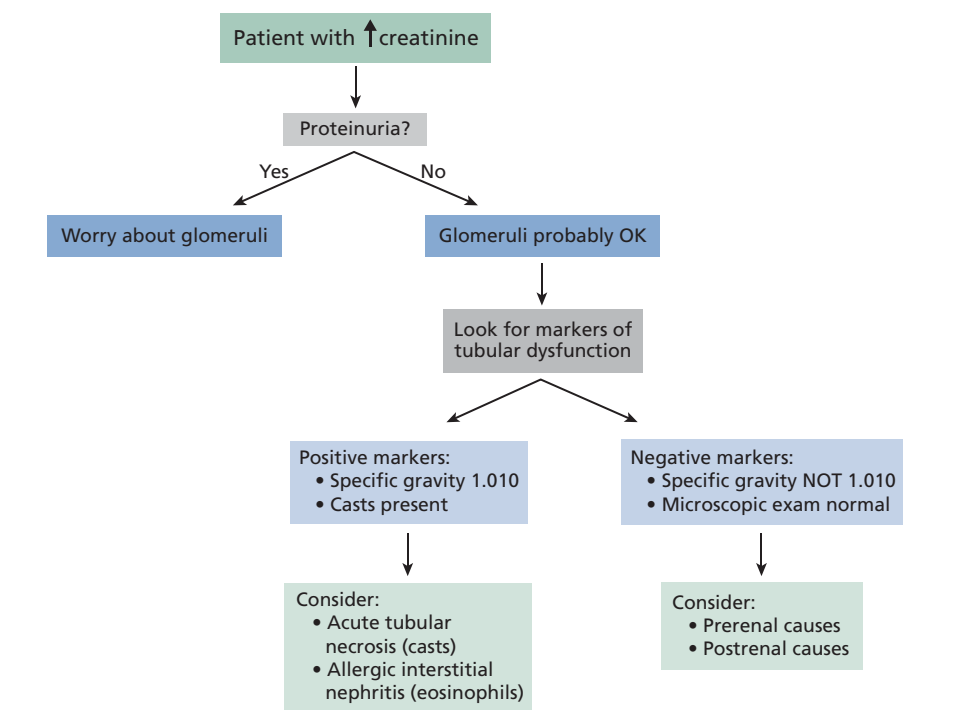 Patient with ↑ creatinine
Proteinuria?
Yes
No
Worry about glomeruli
Glomeruli probably OK
Look for markers of
tubular dysfunction
Positive markers:
• Specific gravity 1.010
• Casts present
Negative markers:
• Specific gravity NOT 1.010
• Microscopic exam normal
Consider:
• Acute tubular
necrosis (casts)
• Allergic interstitial
nephritis (eosinophils)
Consider:
• Prerenal causes
• Postrenal causes